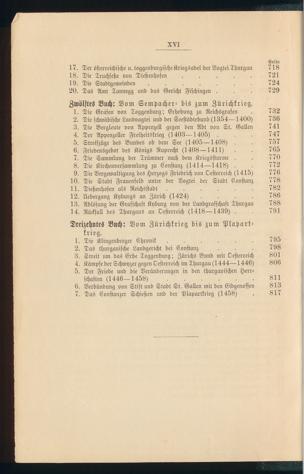 XVI
Seite
17. Der österreichische u. toggenburgische Kriegsadel der Vogtei Thurgau 718
18. Die Truchsesse von Dießenhofen . . . 721
19. Die Stadtgemeinden . . . 724
20. Das Amt Tannegg und das Gericht Fischingen . . . 729
Zwölftes Buch: Vom Sempacher- bis zum Zürichkrieg.
1. Die Grafen von Toggenburg; Erhebung zu Reichsgrafen . 732
2. Die schwäbische Landvogtei und der Seestädtebund (1354—1400) 736
3. Die Bergleute von Appenzell gegen den Abt von St. Gallen 741
4. Der Appenzeller Freiheitskrieg (1403—1405) . . . 747
5. Streifzüge des Bundes ob dem See (1405—1408) . . 757
6. Friedensgebot des Königs Ruprecht (1408—1411) . . 765
7. Die Sammlung der Trümmer nach dem Kriegssturme . . 770
8. Die Kirchenversammlung zu Constanz (1414—1418) . . 772
9. Die Vergewaltigung des Herzogs Friedrich von Oesterreich (1415) 776
10. Die Stadt Frauenfeld unter der Vogtei der Stadt Constanz 778
11. Dießenhofen als Reichsstadt . . . 782
12. Uebergang Kyburgs an Zürich (1424) . . . 786
13. Ablösung der Grafschaft Kyburg von der Landgrafschaft Thurgau 788
14. Rückfall des Thurgaus an Oesterreich (1418—1439) . . 791
Dreizehntes Buch: Vom Zürichkrieg bis zum Plapart-
krieg.
1. Die Klingenberger Chronik . . . 795
2. Das thurgauische Landgericht bei Constanz . . . 798
3. Streit um das Erbe Toggenburg; Zürichs Bund mit Oesterreich 801
4. Kämpfe der Schwyzer gegen Oesterreich im Thurgau (1444—1446) 806
5. Der Friede und die Veränderungen in den thurgauischen Herr-
schaften (1446—1458) . . . 811
6. Verbündung von Stift und Stadt St. Gallen mit den Eidgenossen 813
7. Das Constanzer Schießen und der Plapartkrieg (1458) . 817